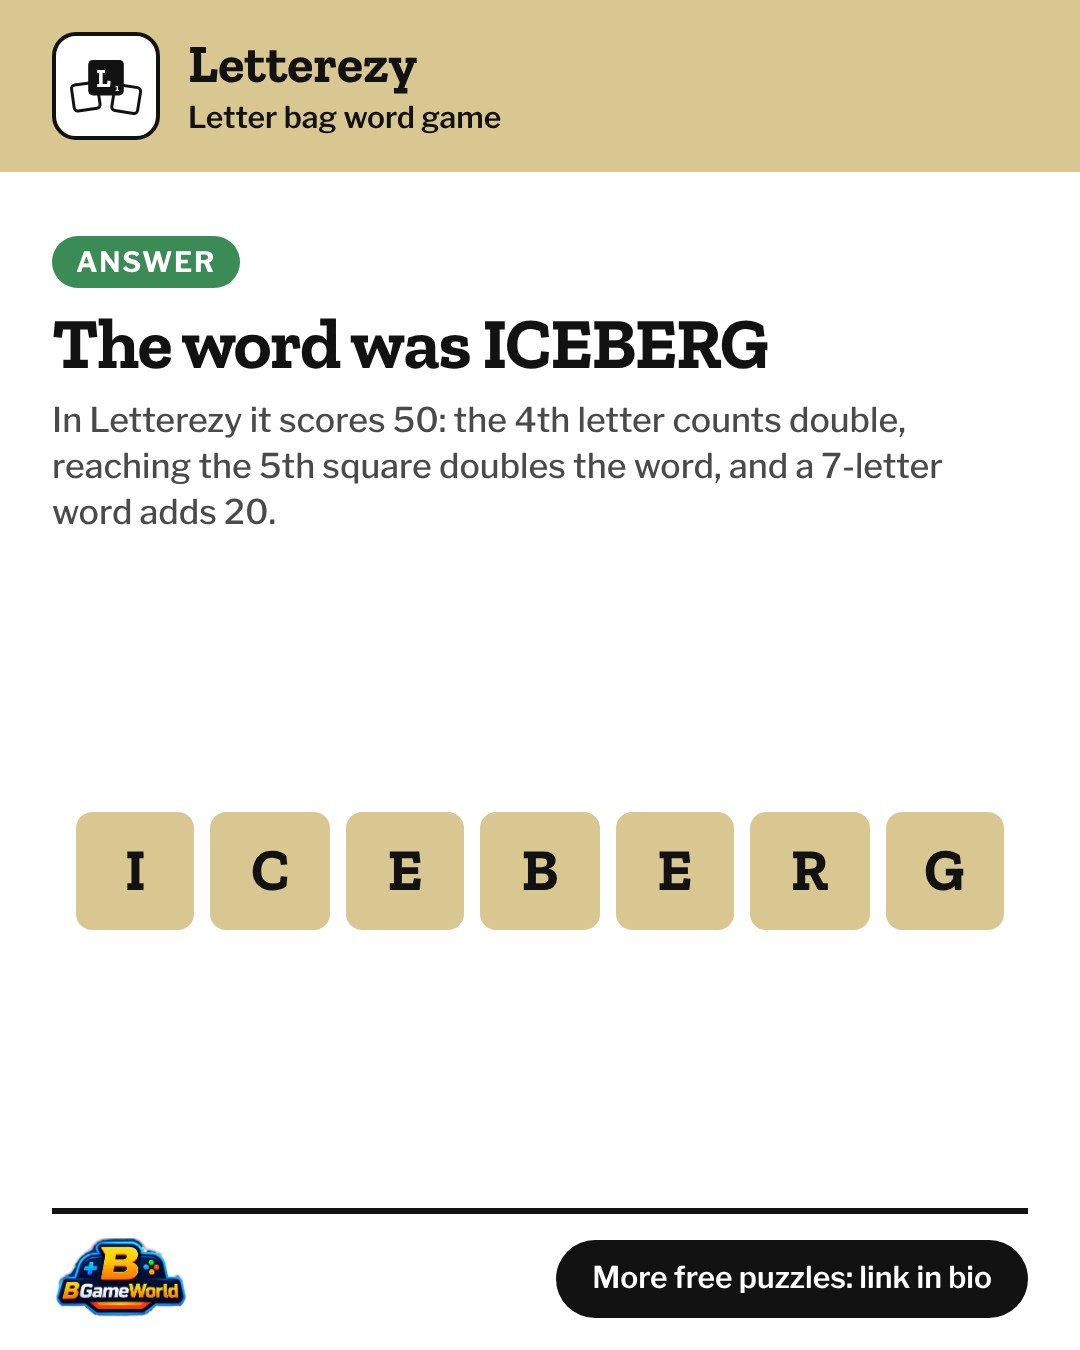 L
1
Letterezy
Letter bag word game
ANSWER
The word was ICEBERG
In Letterezy it scores 50: the 4th letter counts double,
reaching the 5th square doubles the word, and a 7-letter
word adds 20.
I C E B E R G
B
BGameWorld
More free puzzles: link in bio